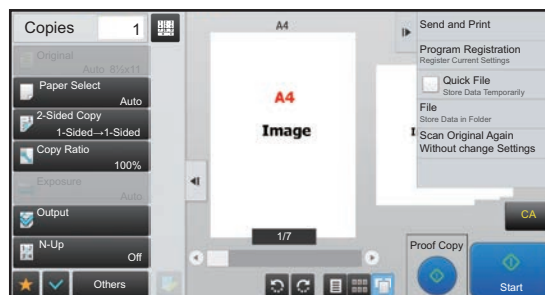 Copies 1
Original
Auto 8½x11
Paper Select
Auto
2-Sided Copy
1-Sided→1-Sided
Copy Ratio
100%
Exposure
Auto
Output
N-Up
Off
Others
A4
A4
Image
1/7
Send and Print
Program Registration
Register Current Settings
Quick File
Store Data Temporarily
File
Store Data in Folder
Scan Original Again
Without change Settings
CA
Proof Copy
Start